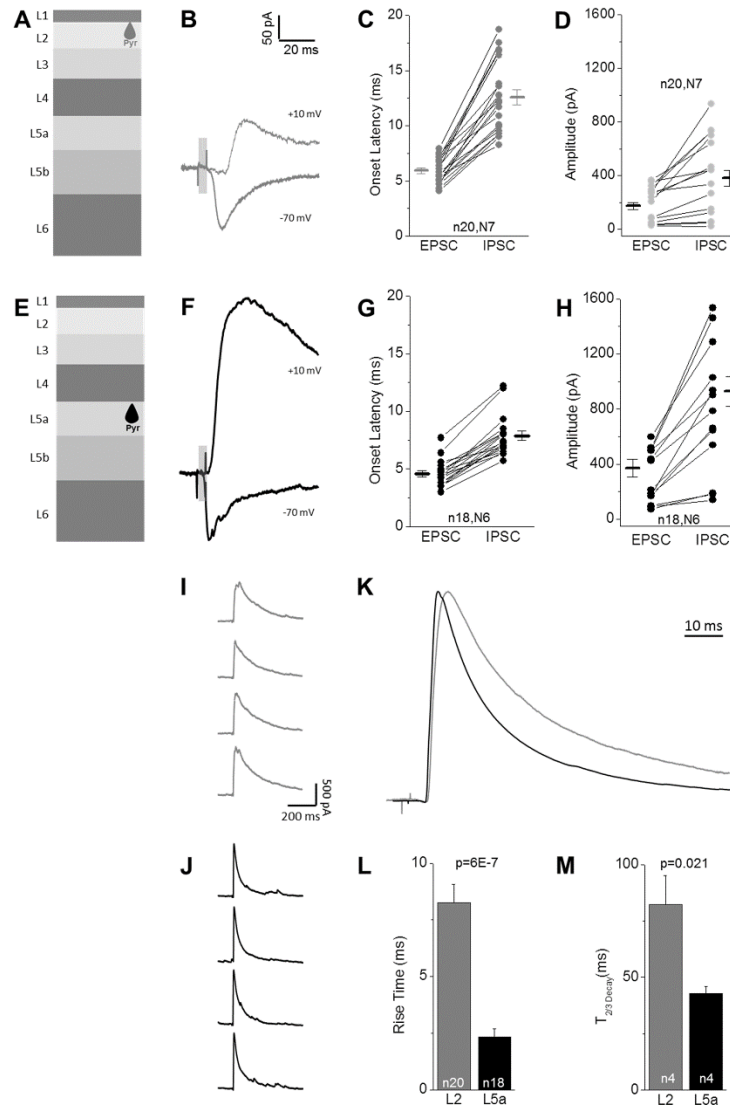 A
L1
L2
Pyr
L3
L4
L5a
L5b
L6
B
50 pA
20 ms
+10 mV
-70 mV
C
Onset Latency (ms)
20
15
10
5
0
n20,N7
EPSC IPSC
D
Amplitude (pA)
1600
1200
800
400
0
n20,N7
EPSC IPSC
E
L1
L2
L3
L4
L5a
Pyr
L5b
L6
F
+10 mV
-70 mV
G
Onset Latency (ms)
20
15
10
5
0
n18,N6
EPSC IPSC
H
Amplitude (pA)
1600
1200
800
400
0
n18,N6
EPSC IPSC
I
500 pA
200 ms
K
10 ms
J
L
p=6E-7
Rise Time (ms)
10
5
0
n20 n18
L2 L5a
M
p=0.021
T2/3 Decay(ms)
100
50
0
n4 n4
L2 L5a